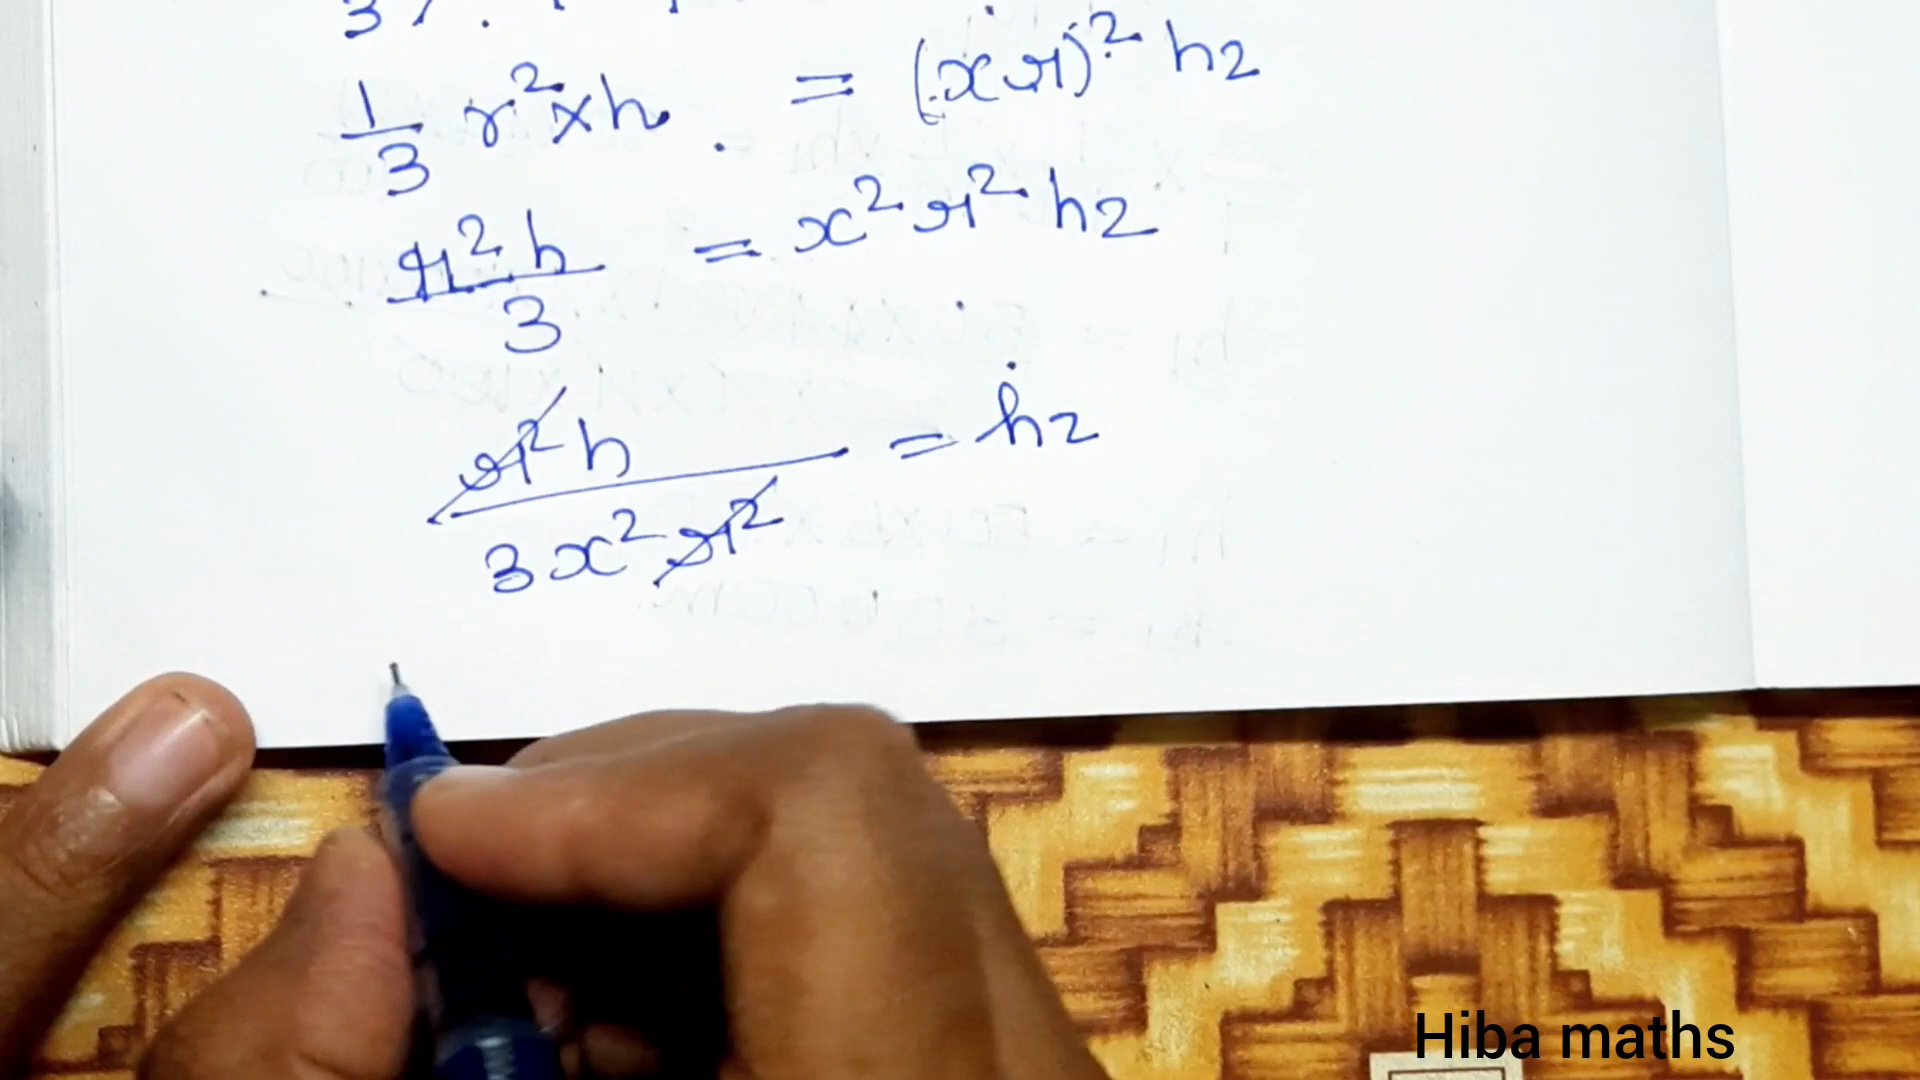 1/3 r² × h . = (xr)² h2
r² h / 3 = x² r² h2
r² h / 3x² r² = h2
Hiba maths